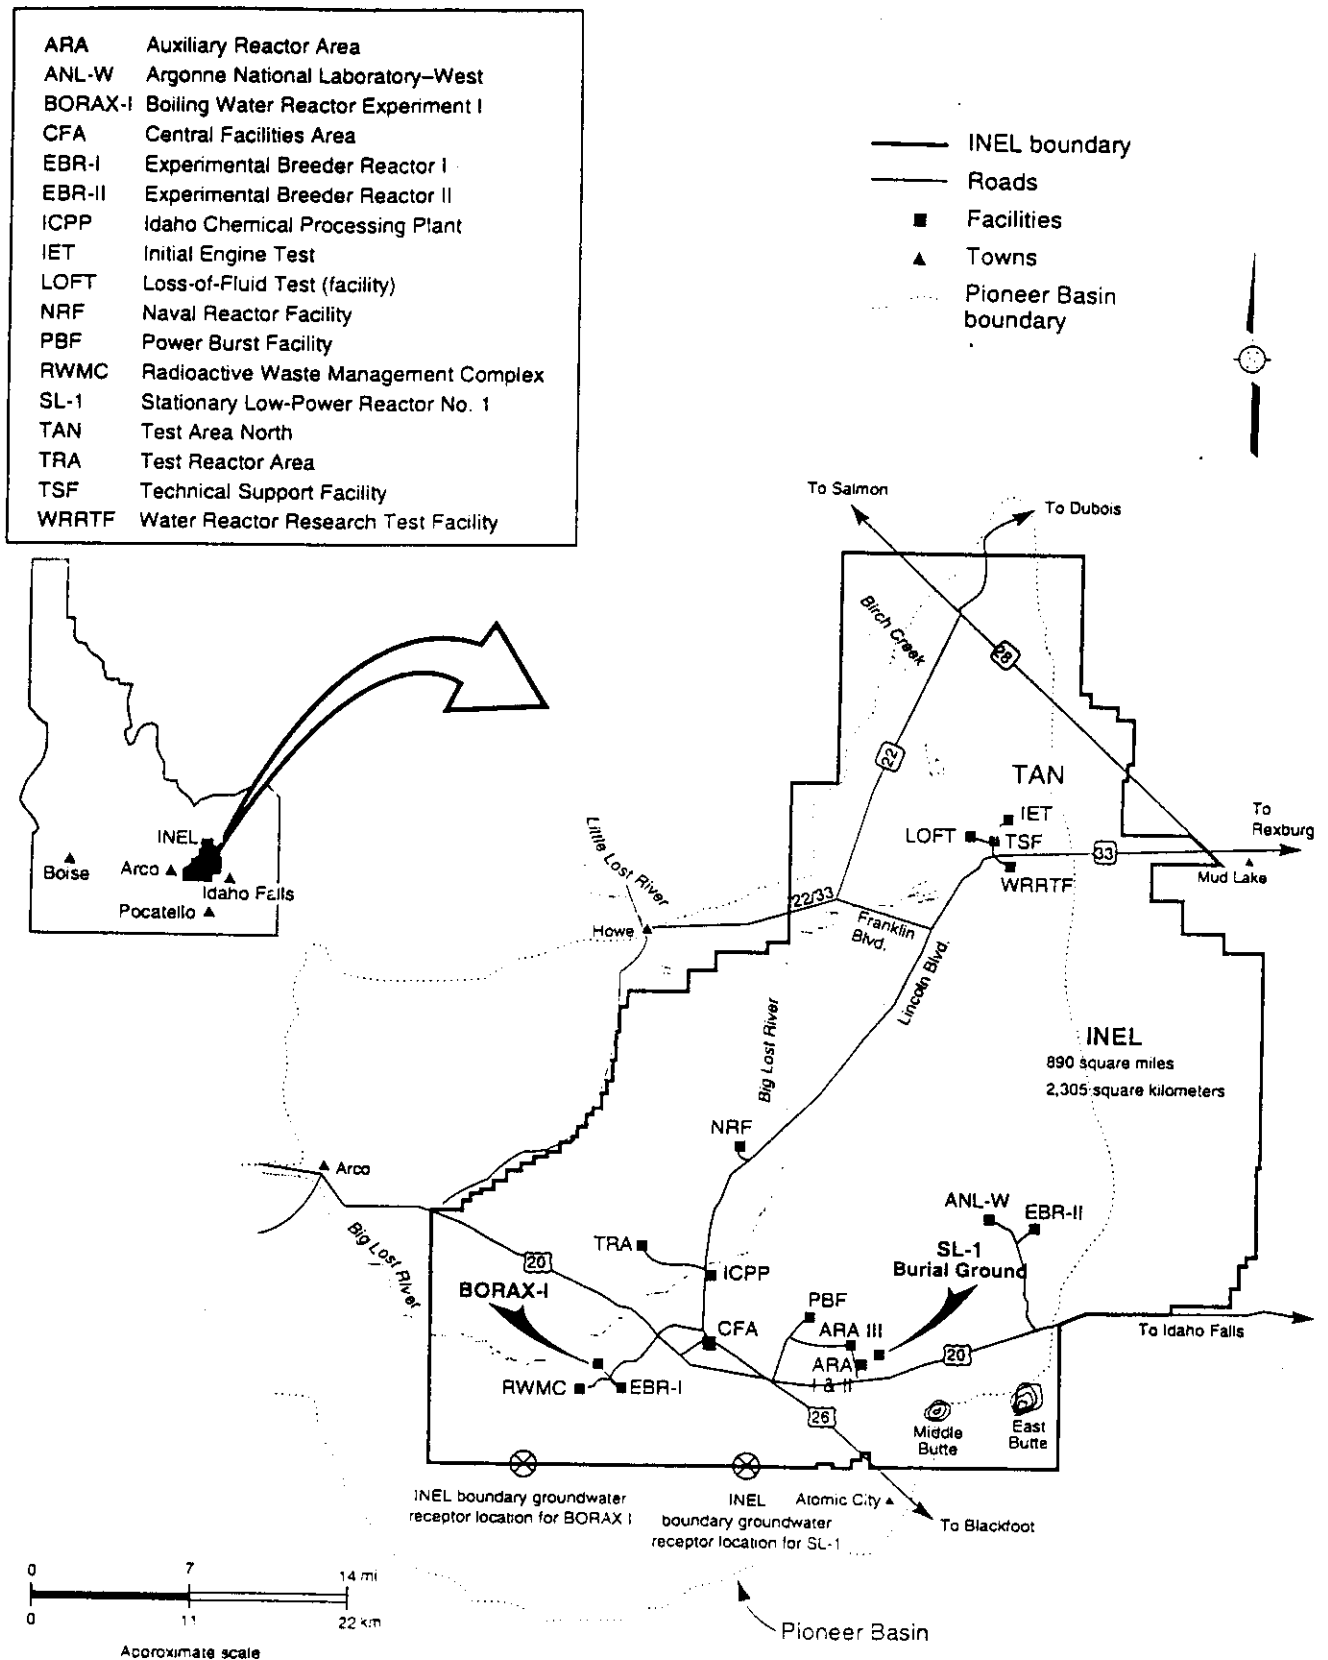 ARA Auxiliary Reactor Area
ANL-W Argonne National Laboratory–West
BORAX-I Boiling Water Reactor Experiment I
CFA Central Facilities Area
EBR-I Experimental Breeder Reactor I
EBR-II Experimental Breeder Reactor II
ICPP Idaho Chemical Processing Plant
IET Initial Engine Test
LOFT Loss-of-Fluid Test (facility)
NRF Naval Reactor Facility
PBF Power Burst Facility
RWMC Radioactive Waste Management Complex
SL-1 Stationary Low-Power Reactor No. 1
TAN Test Area North
TRA Test Reactor Area
TSF Technical Support Facility
WRRTF Water Reactor Research Test Facility
INEL boundary
Roads
Facilities
Towns
Pioneer Basin
boundary
To Salmon
To Dubois
Birch Creek
28
22
TAN
IET
LOFT
TSF
WRRTF
33
To
Rexburg
Mud Lake
INEL
Boise
Arco
Idaho Falls
Pocatello
Little Lost River
Howe
22/33
Franklin
Blvd.
Lincoln Blvd.
Big Lost River
INEL
890 square miles
2,305 square kilometers
NRF
Arco
Big Lost River
20
TRA
ICPP
ANL-W
EBR-II
SL-1
Burial Ground
BORAX-I
PBF
CFA
ARA III
ARA
I & II
20
To Idaho Falls
RWMC
EBR-I
26
Middle
Butte
East
Butte
INEL boundary groundwater
receptor location for BORAX I
INEL
boundary groundwater
receptor location for SL-1
Atomic City
To Blackfoot
0 7 14 mi
0 11 22 km
Approximate scale
Pioneer Basin